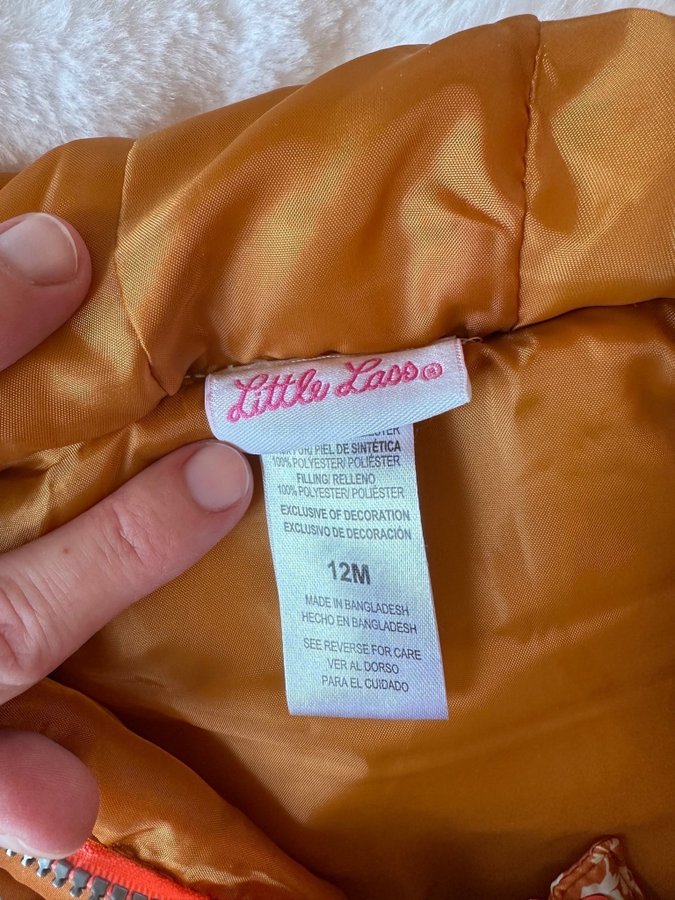 Little Lass®
PIEL DE SINTÉTICA
100% POLYESTER/ POLIÉSTER
FILLING/ RELLENO
100% POLYESTER/ POLIÉSTER
EXCLUSIVE OF DECORATION
EXCLUSIVO DE DECORACIÓN
12M
MADE IN BANGLADESH
HECHO EN BANGLADESH
SEE REVERSE FOR CARE
VER AL DORSO
PARA EL CUIDADO